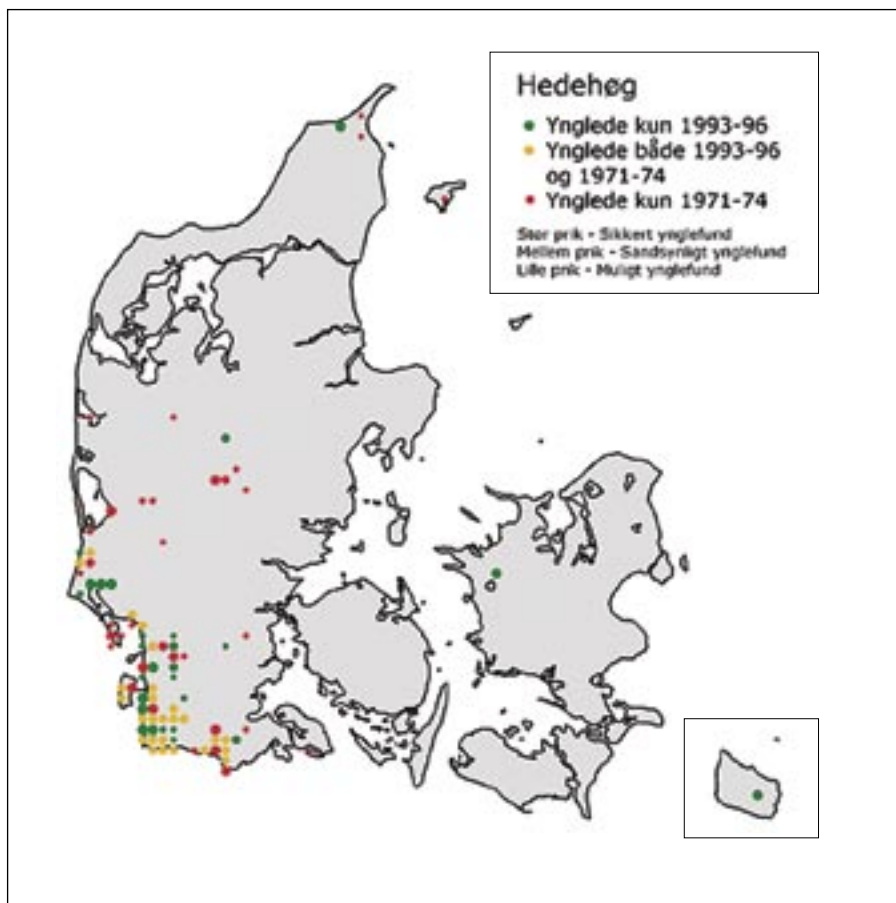 Hedehøg
Ynglede kun 1993-96
Ynglede både 1993-96
og 1971-74
Ynglede kun 1971-74
Stor prik - Sikkert ynglefund
Mellem prik - Sandsynligt ynglefund
Lille prik - Muligt ynglefund